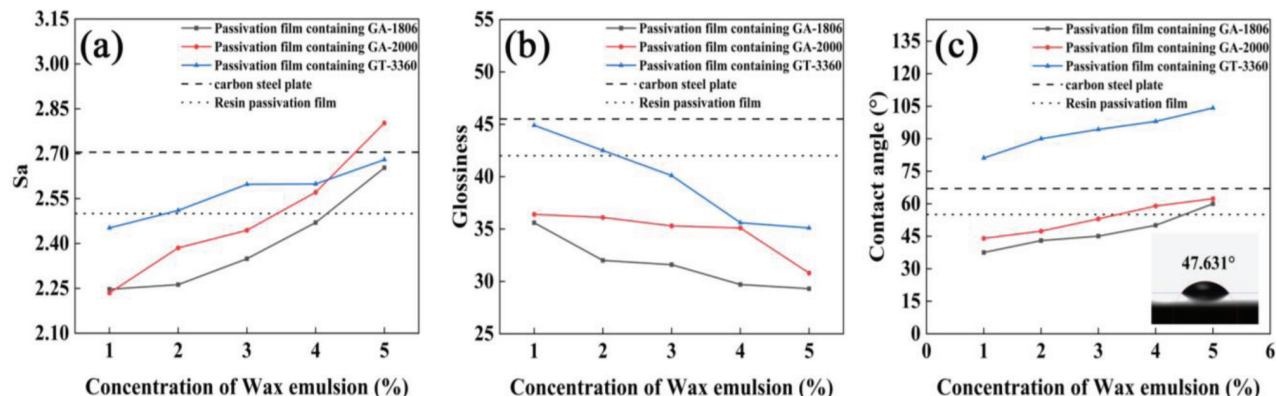 (a)
Passivation film containing GA-1806
Passivation film containing GA-2000
Passivation film containing GT-3360
carbon steel plate
Resin passivation film
3.15
3.00
2.85
2.70
2.55
2.40
2.25
2.10
Sa
1 2 3 4 5
Concentration of Wax emulsion (%)
(b)
Passivation film containing GA-1806
Passivation film containing GA-2000
Passivation film containing GT-3360
carbon steel plate
Resin passivation film
55
50
45
40
35
30
25
Glossiness
1 2 3 4 5
Concentration of Wax emulsion (%)
(c)
Passivation film containing GA-1806
Passivation film containing GA-2000
Passivation film containing GT-3360
carbon steel plate
Resin passivation film
135
120
105
90
75
60
45
30
15
0
Contact angle (°)
47.631°
0 1 2 3 4 5 6
Concentration of Wax emulsion (%)